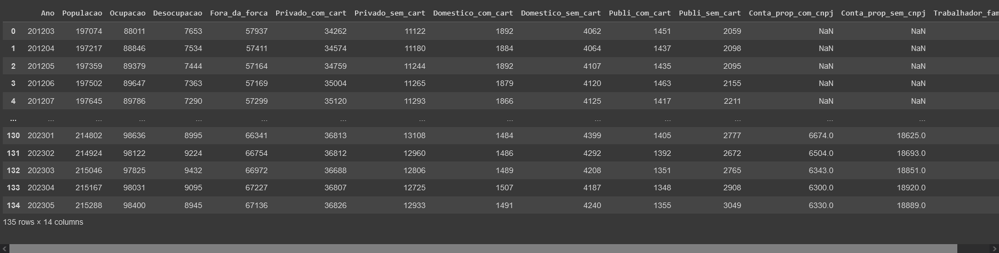 Ano Populacao Ocupacao Desocupacao Fora_da_forca Privado_com_cart Privado_sem_cart Domestico_com_cart Domestico_sem_cart Publi_com_cart Publi_sem_cart Conta_prop_com_cnpj Conta_prop_sem_cnpj Trabalhador_fam
0 201203 197074 88011 7653 57937 34262 11122 1892 4062 1451 2059 NaN NaN
1 201204 197217 88846 7534 57411 34574 11180 1884 4064 1437 2098 NaN NaN
2 201205 197359 89379 7444 57164 34759 11244 1892 4107 1435 2095 NaN NaN
3 201206 197502 89647 7363 57169 35004 11265 1879 4120 1463 2155 NaN NaN
4 201207 197645 89786 7290 57299 35120 11293 1866 4125 1417 2211 NaN NaN
... ... ... ... ... ... ... ... ... ... ... ... ... ...
130 202301 214802 98636 8995 66341 36813 13108 1484 4399 1405 2777 6674.0 18625.0
131 202302 214924 98122 9224 66754 36812 12960 1486 4292 1392 2672 6504.0 18693.0
132 202303 215046 97825 9432 66972 36688 12806 1489 4208 1351 2765 6343.0 18851.0
133 202304 215167 98031 9095 67227 36807 12725 1507 4187 1348 2908 6300.0 18920.0
134 202305 215288 98400 8945 67136 36826 12933 1491 4240 1355 3049 6330.0 18889.0
135 rows × 14 columns